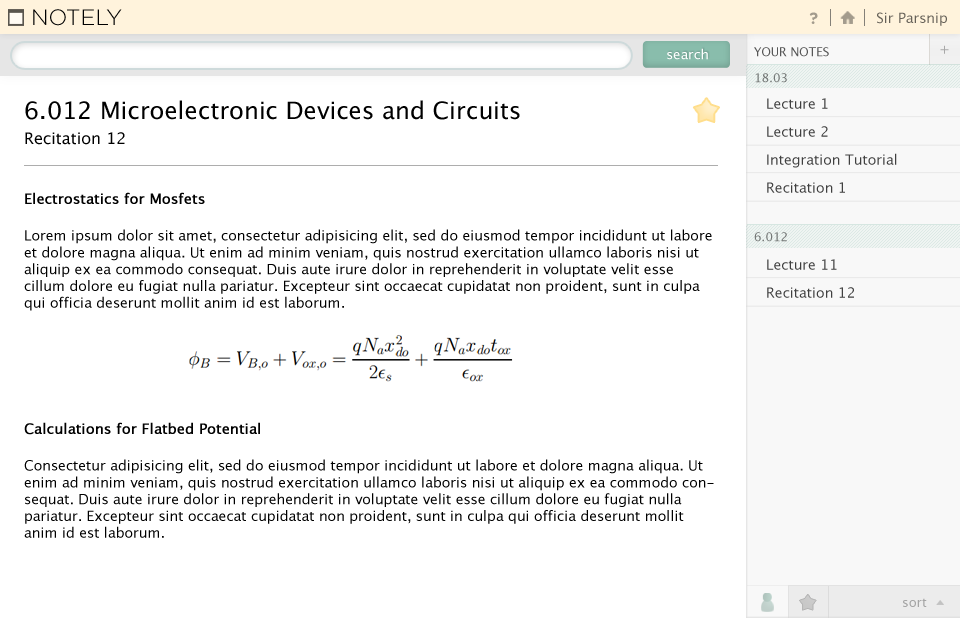 NOTELY
? | | Sir Parsnip
search
YOUR NOTES +
18.03
Lecture 1
Lecture 2
Integration Tutorial
Recitation 1
6.012
Lecture 11
Recitation 12
sort
6.012 Microelectronic Devices and Circuits
Recitation 12
Electrostatics for Mosfets
Lorem ipsum dolor sit amet, consectetur adipisicing elit, sed do eiusmod tempor incididunt ut labore
et dolore magna aliqua. Ut enim ad minim veniam, quis nostrud exercitation ullamco laboris nisi ut
aliquip ex ea commodo consequat. Duis aute irure dolor in reprehenderit in voluptate velit esse
cillum dolore eu fugiat nulla pariatur. Excepteur sint occaecat cupidatat non proident, sunt in culpa
qui officia deserunt mollit anim id est laborum.
ϕ_B = V_{B,o} + V_{ox,o} = \frac{qN_a x_{do}^2}{2ϵ_s} + \frac{qN_a x_{do} t_{ox}}{ϵ_{ox}}
Calculations for Flatbed Potential
Consectetur adipisicing elit, sed do eiusmod tempor incididunt ut labore et dolore magna aliqua. Ut
enim ad minim veniam, quis nostrud exercitation ullamco laboris nisi ut aliquip ex ea commodo con-
sequat. Duis aute irure dolor in reprehenderit in voluptate velit esse cillum dolore eu fugiat nulla
pariatur. Excepteur sint occaecat cupidatat non proident, sunt in culpa qui officia deserunt mollit
anim id est laborum.